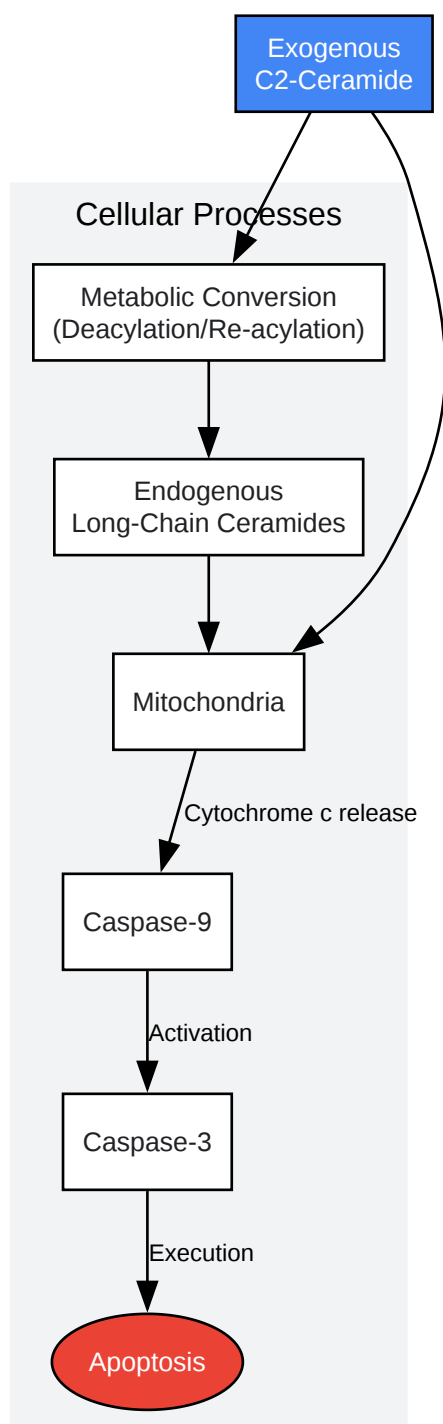 Exogenous
C2-Ceramide
Cellular Processes
Metabolic Conversion
(Deacylation/Re-acylation)
Endogenous
Long-Chain Ceramides
Mitochondria
Cytochrome c release
Caspase-9
Activation
Caspase-3
Execution
Apoptosis